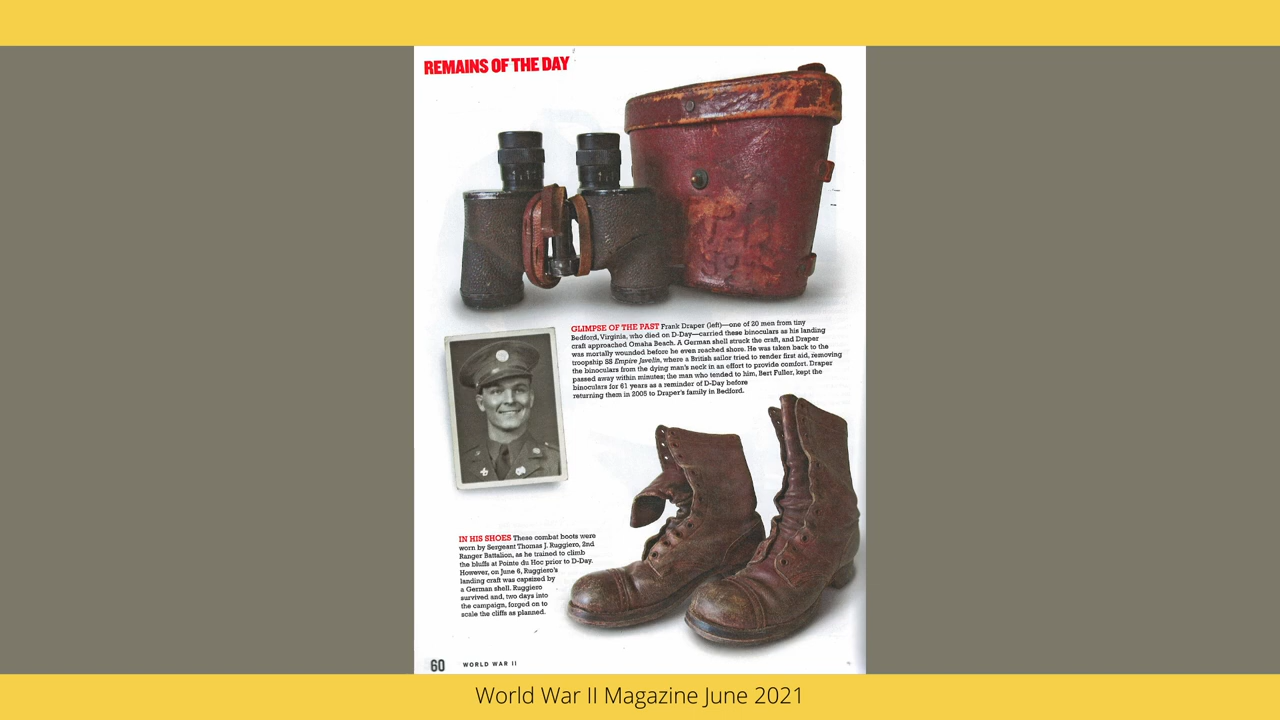 REMAINS OF THE DAY
GLIMPSE OF THE PAST Frank Draper (left)—one of 20 men from tiny
Bedford, Virginia, who died on D-Day—carried these binoculars as his landing
craft approached Omaha Beach. A German shell struck the craft, and Draper
was mortally wounded before he even reached shore. He was taken back to the
troopship SS Empire Javelin, where a British sailor tried to render first aid, removing
the binoculars from the dying man's neck in an effort to provide comfort. Draper
passed away within minutes; the man who tended to him, Bert Fuller, kept the
binoculars for 61 years as a reminder of D-Day before
returning them in 2005 to Draper's family in Bedford.
IN HIS SHOES These combat boots were
worn by Sergeant Thomas J. Ruggiero, 2nd
Ranger Battalion, as he trained to climb
the bluffs at Pointe du Hoc prior to D-Day.
However, on June 6, Ruggiero's
landing craft was capsized by
a German shell. Ruggiero
survived and, two days into
the campaign, forged on to
scale the cliffs as planned.
60 WORLD WAR II
World War II Magazine June 2021